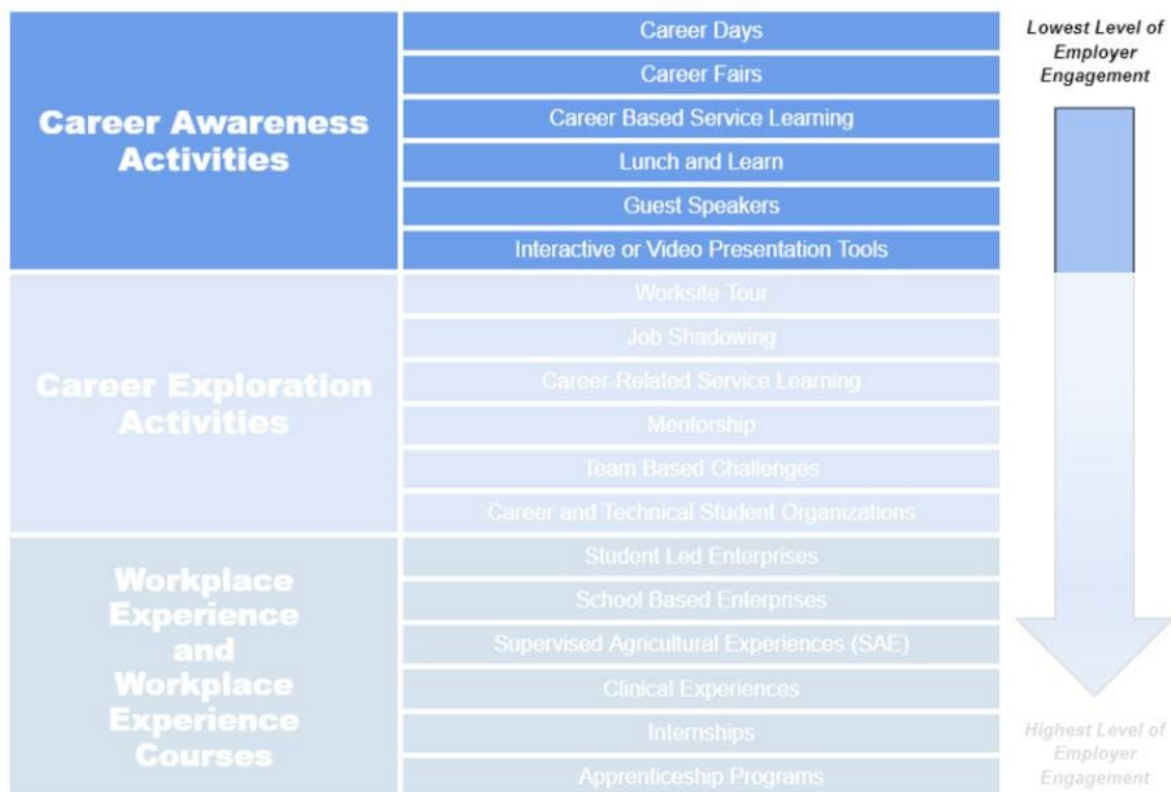 Career Awareness
Activities
Career Days
Career Fairs
Career Based Service Learning
Lunch and Learn
Guest Speakers
Interactive or Video Presentation Tools
Career Exploration
Activities
Worksite Tour
Job Shadowing
Career-Related Service Learning
Mentorship
Team Based Challenges
Career and Technical Student Organizations
Workplace
Experience
and
Workplace
Experience
Courses
Student Led Enterprises
School Based Enterprises
Supervised Agricultural Experiences (SAE)
Clinical Experiences
Internships
Apprenticeship Programs
Lowest Level of
Employer
Engagement
Highest Level of
Employer
Engagement